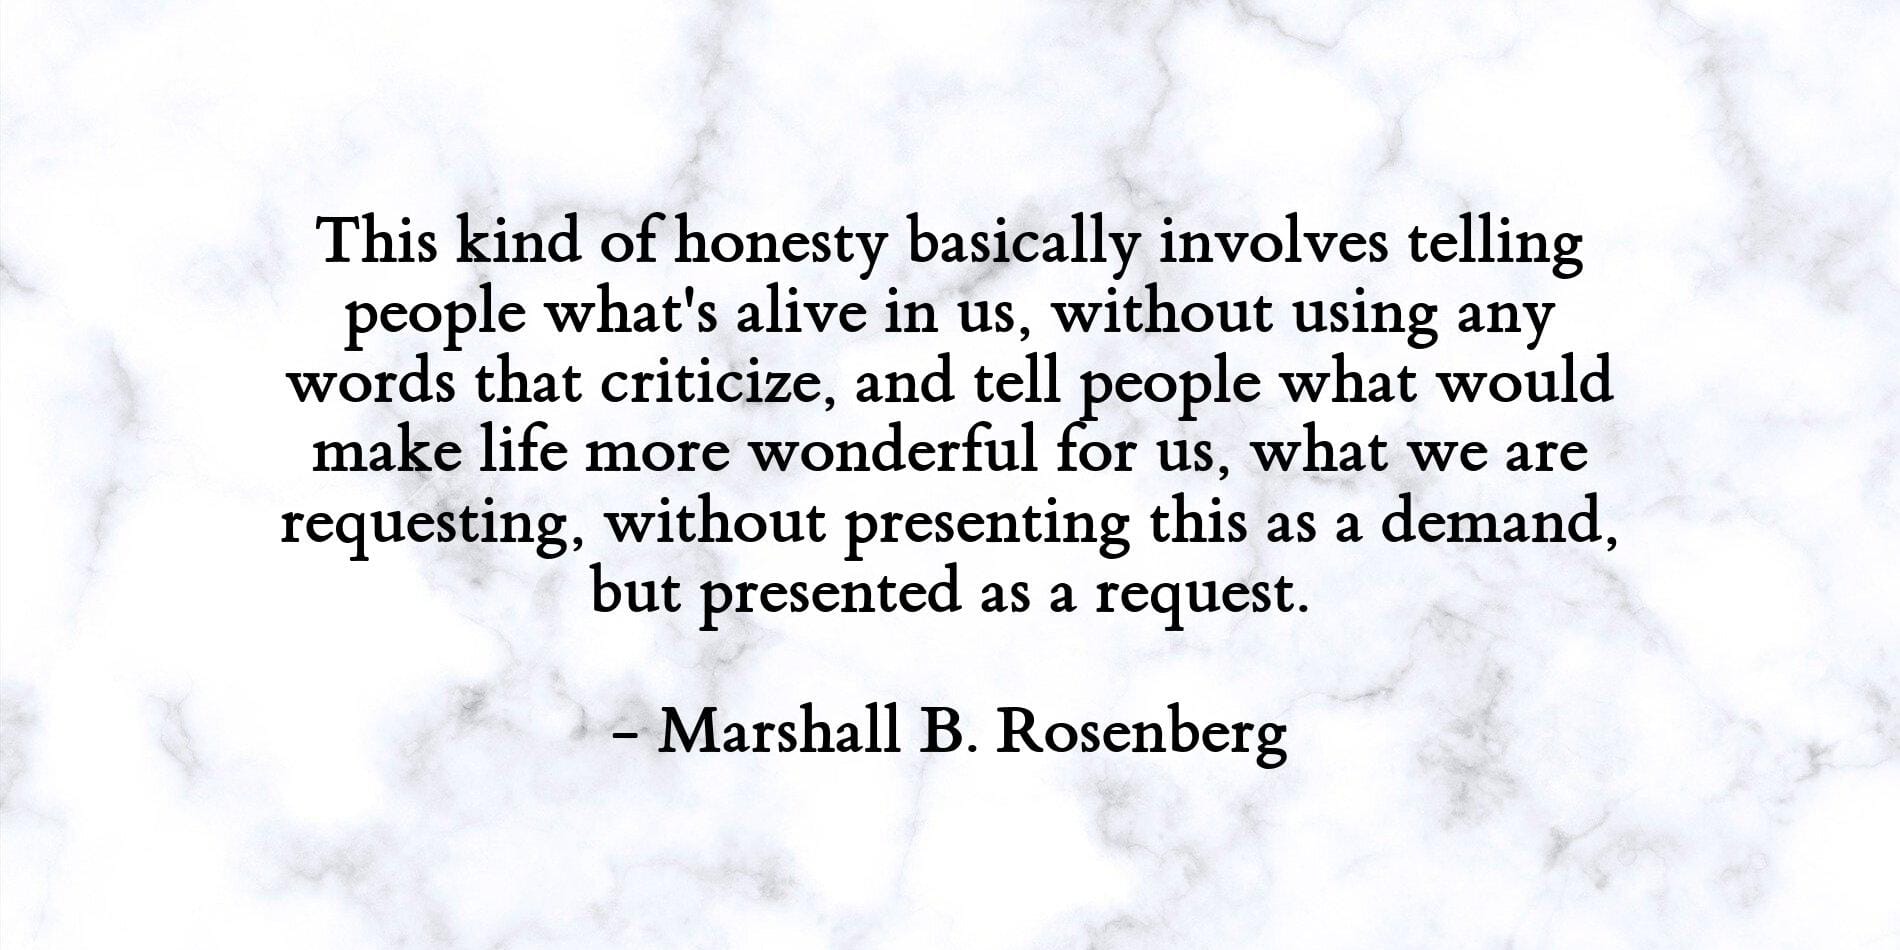 This kind of honesty basically involves telling
people what's alive in us, without using any
words that criticize, and tell people what would
make life more wonderful for us, what we are
requesting, without presenting this as a demand,
but presented as a request.
- Marshall B. Rosenberg